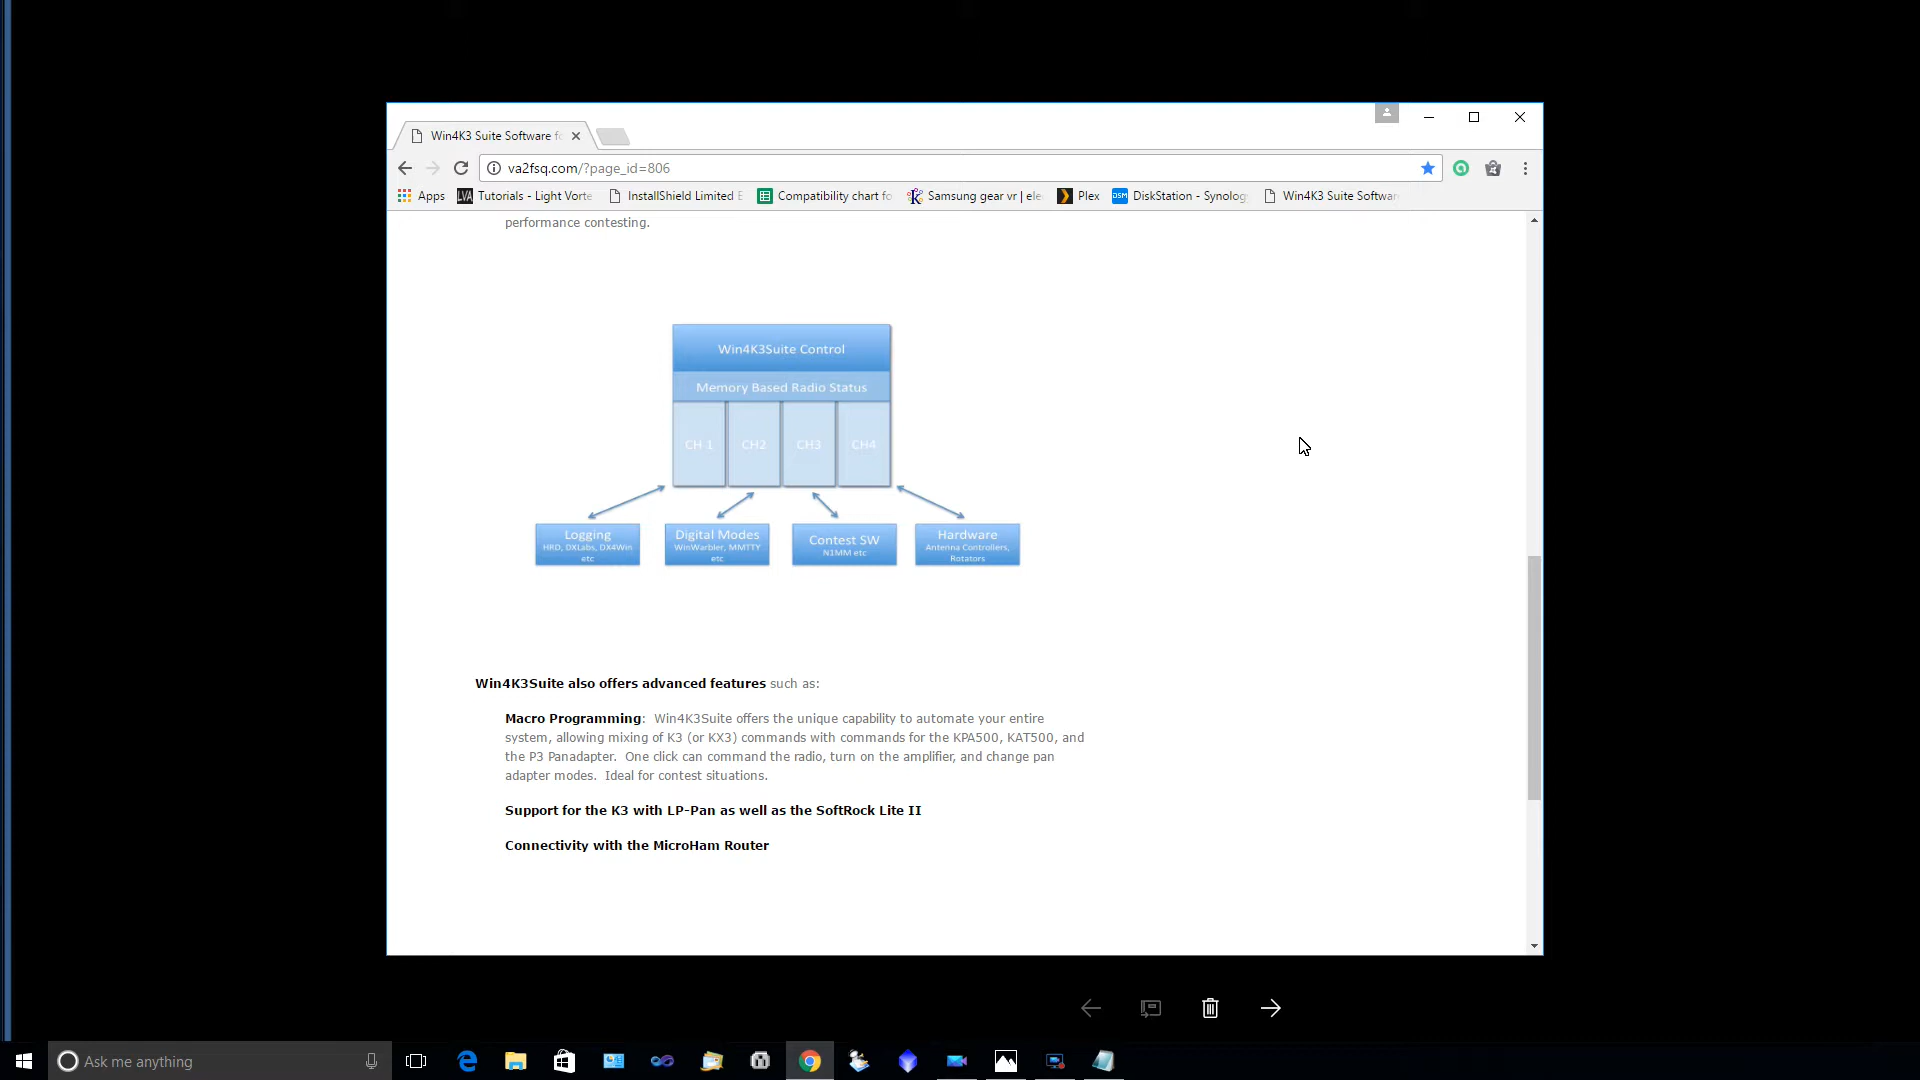 Win4K3 Suite Software fo
va2fsq.com/?page_id=806
Apps
LVA
Tutorials - Light Vorte
InstallShield Limited E
Compatibility chart fo
Samsung gear vr | ele
Plex
DSM
DiskStation - Synology
Win4K3 Suite Softwar
performance contesting.
Win4K3Suite Control
Memory Based Radio Status
CH 1
CH2
CH3
CH4
Logging
HRD, DXLabs, DX4Win
etc
Digital Modes
WinWarbler, MMTTY
etc
Contest SW
N1MM etc
Hardware
Antenna Controllers,
Rotators
Win4K3Suite also offers advanced features such as:
Macro Programming:  Win4K3Suite offers the unique capability to automate your entire
system, allowing mixing of K3 (or KX3) commands with commands for the KPA500, KAT500, and
the P3 Panadapter.  One click can command the radio, turn on the amplifier, and change pan
adapter modes.  Ideal for contest situations.
Support for the K3 with LP-Pan as well as the SoftRock Lite II
Connectivity with the MicroHam Router
Ask me anything